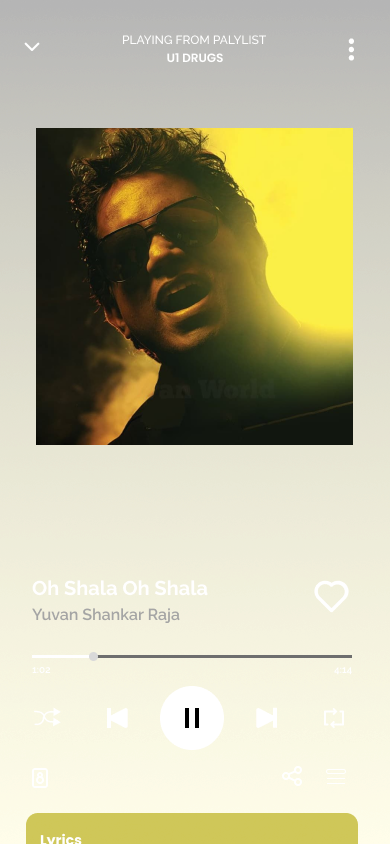 PLAYING FROM PALYLIST
U1 DRUGS
an World
Oh Shala Oh Shala
Yuvan Shankar Raja
1:02
4:14
Lyrics